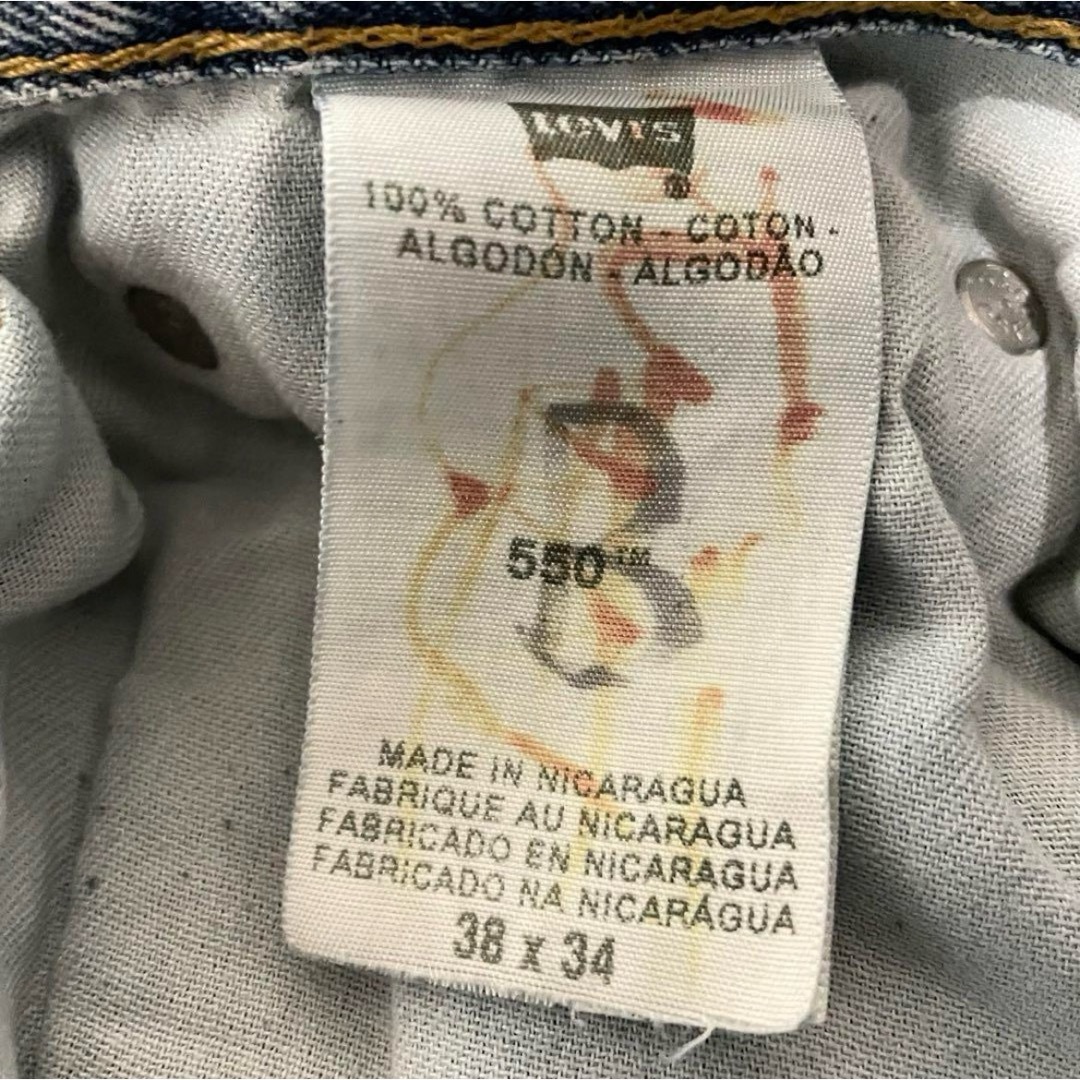 Levi's
®
100% COTTON - COTON -
ALGODÓN - ALGODÃO
550™
MADE IN NICARAGUA
FABRIQUE AU NICARAGUA
FABRICADO EN NICARAGUA
FABRICADO NA NICARÁGUA
38 x 34